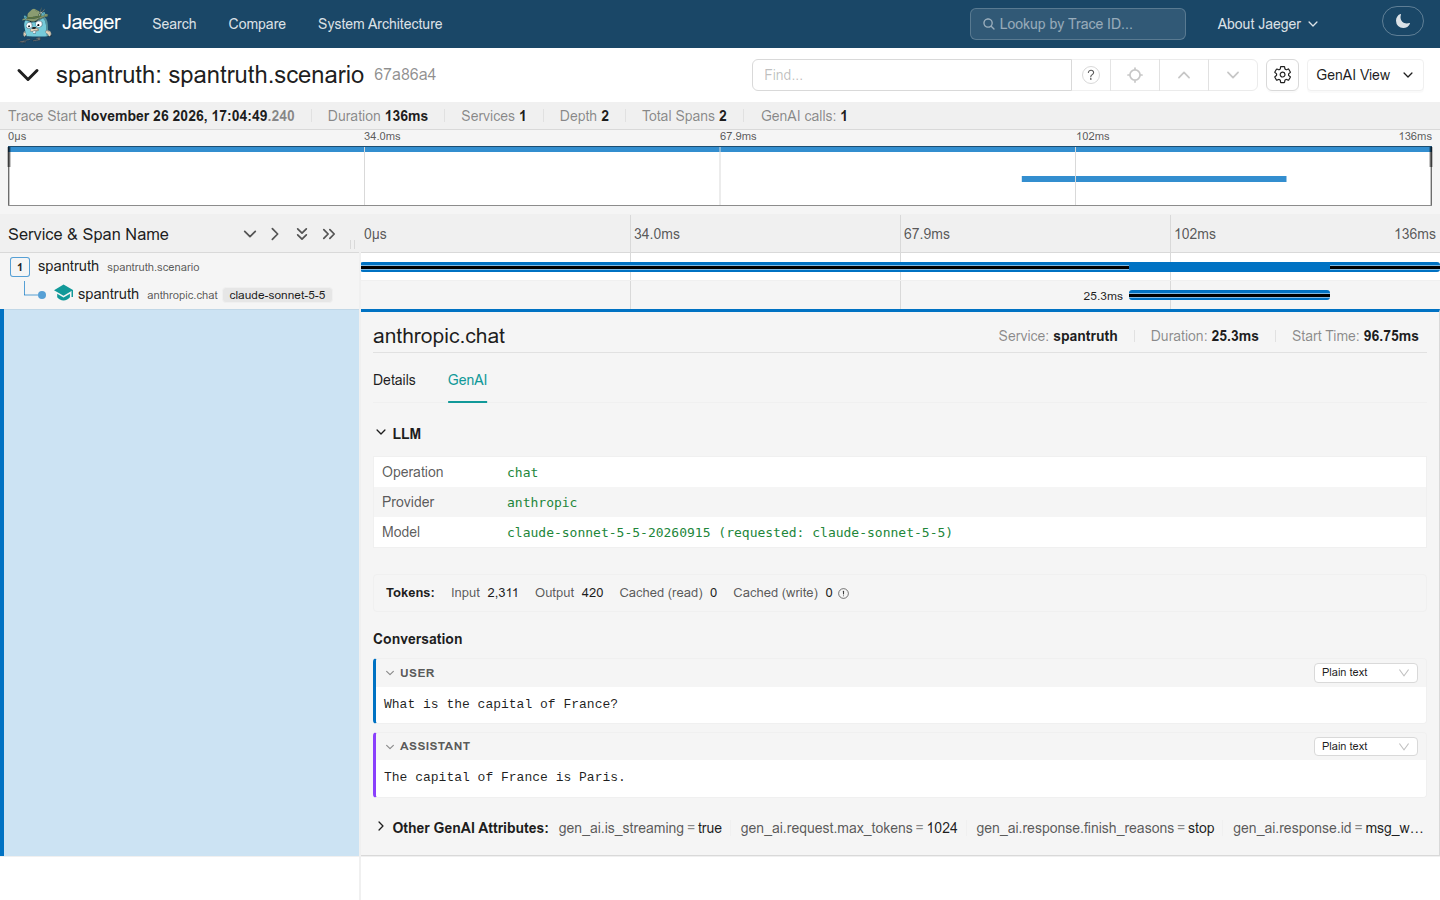 Jaeger Search Compare System Architecture Lookup by Trace ID... About Jaeger
spantruth: spantruth.scenario 67a86a4 Find... ? GenAI View
Trace Start November 26 2026, 17:04:49.240 Duration 136ms Services 1 Depth 2 Total Spans 2 GenAI calls: 1
0μs 34.0ms 67.9ms 102ms 136ms
Service & Span Name 0μs 34.0ms 67.9ms 102ms 136ms
1 spantruth spantruth.scenario
spantruth anthropic.chat claude-sonnet-5-5 25.3ms
anthropic.chat Service: spantruth Duration: 25.3ms Start Time: 96.75ms
Details GenAI
LLM
Operation chat
Provider anthropic
Model claude-sonnet-5-5-20260915 (requested: claude-sonnet-5-5)
Tokens: Input 2,311 Output 420 Cached (read) 0 Cached (write) 0
Conversation
USER Plain text
What is the capital of France?
ASSISTANT Plain text
The capital of France is Paris.
Other GenAI Attributes: gen_ai.is_streaming = true gen_ai.request.max_tokens = 1024 gen_ai.response.finish_reasons = stop gen_ai.response.id = msg_w…